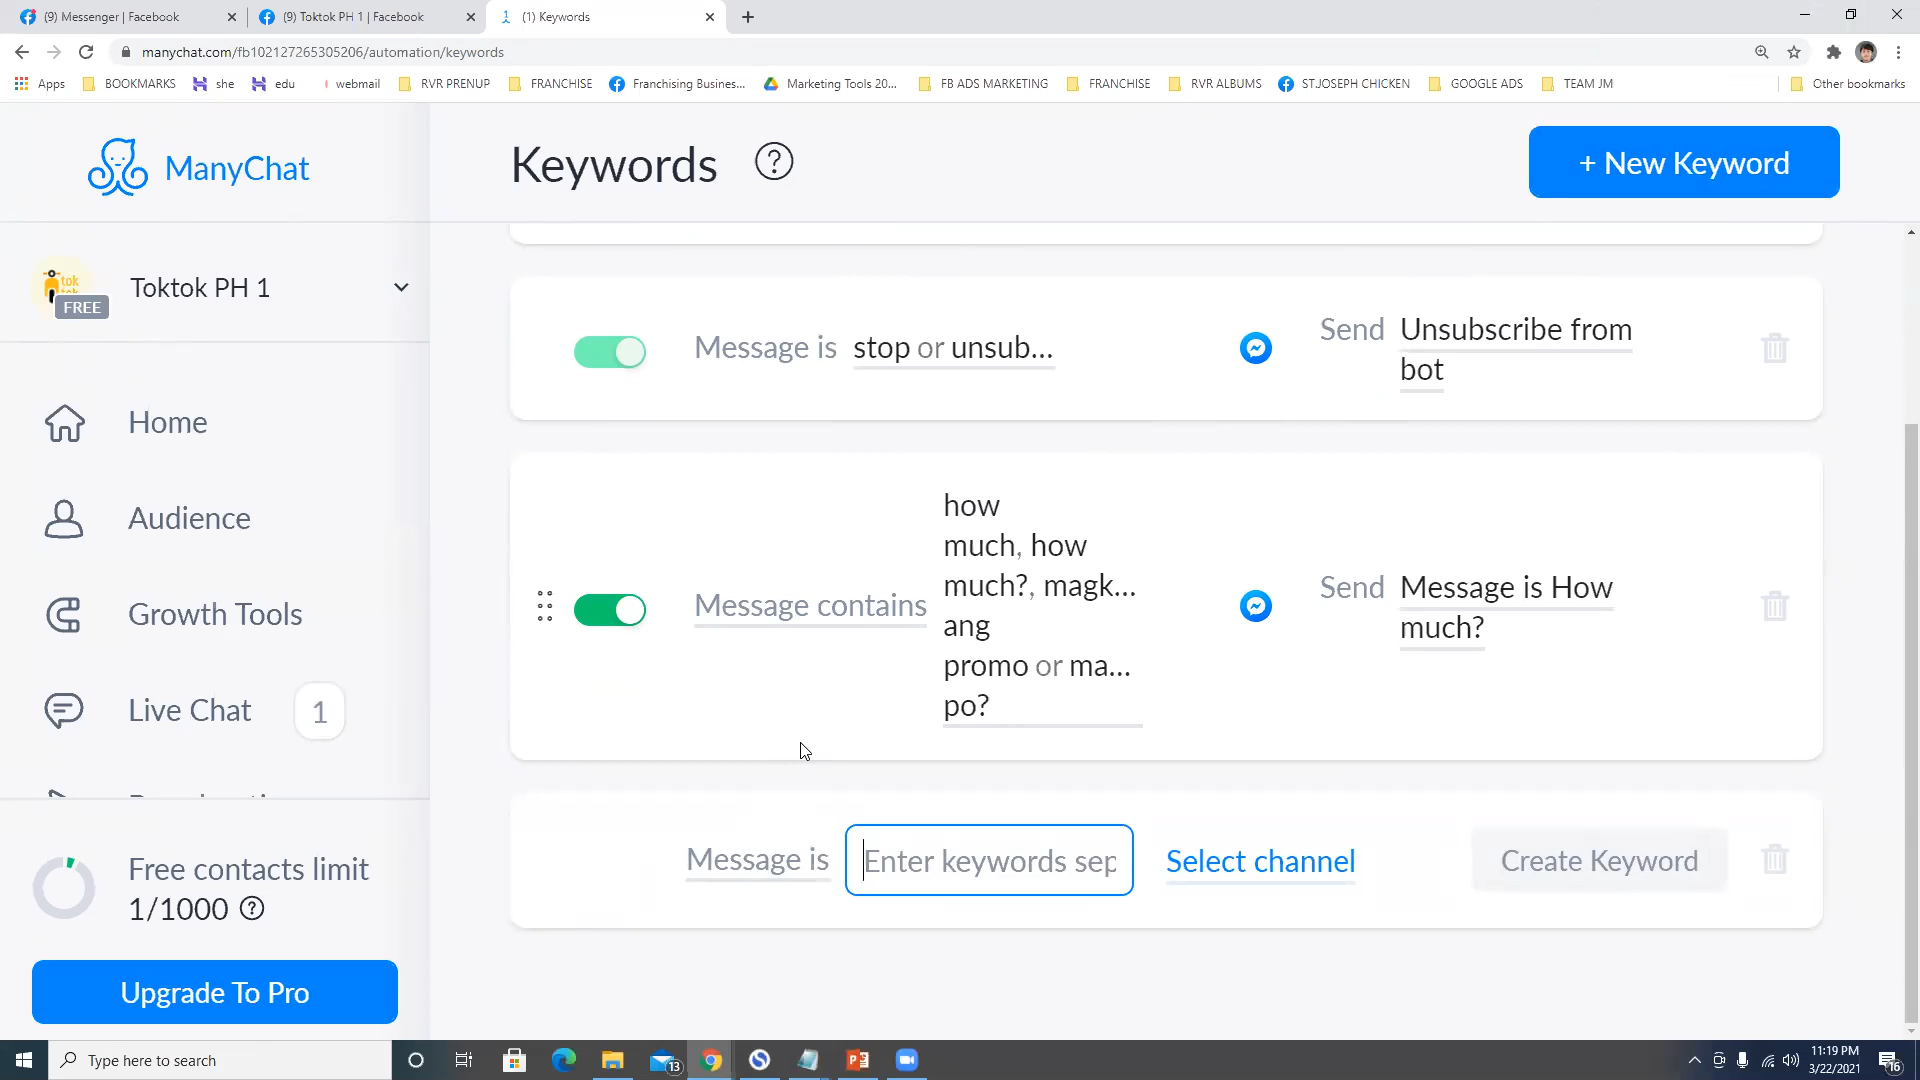 (9) Messenger | Facebook
(9) Toktok PH 1 | Facebook
(1) Keywords
manychat.com/fb102127265305206/automation/keywords
Apps
BOOKMARKS
she
edu
webmail
RVR PRENUP
FRANCHISE
Franchising Busines...
Marketing Tools 20...
FB ADS MARKETING
FRANCHISE
RVR ALBUMS
ST.JOSEPH CHICKEN
GOOGLE ADS
TEAM JM
Other bookmarks
ManyChat
Keywords
?
+ New Keyword
tok
FREE
Toktok PH 1
Message is stop or unsub...
Send Unsubscribe from
bot
Home
Audience
Growth Tools
Live Chat 1
Message contains
how
much, how
much?, magk...
ang
promo or ma...
po?
Send Message is How
much?
Message is
Enter keywords sep
Select channel
Create Keyword
Free contacts limit
1/1000 ?
Upgrade To Pro
Type here to search
13
11:19 PM
3/22/2021
16